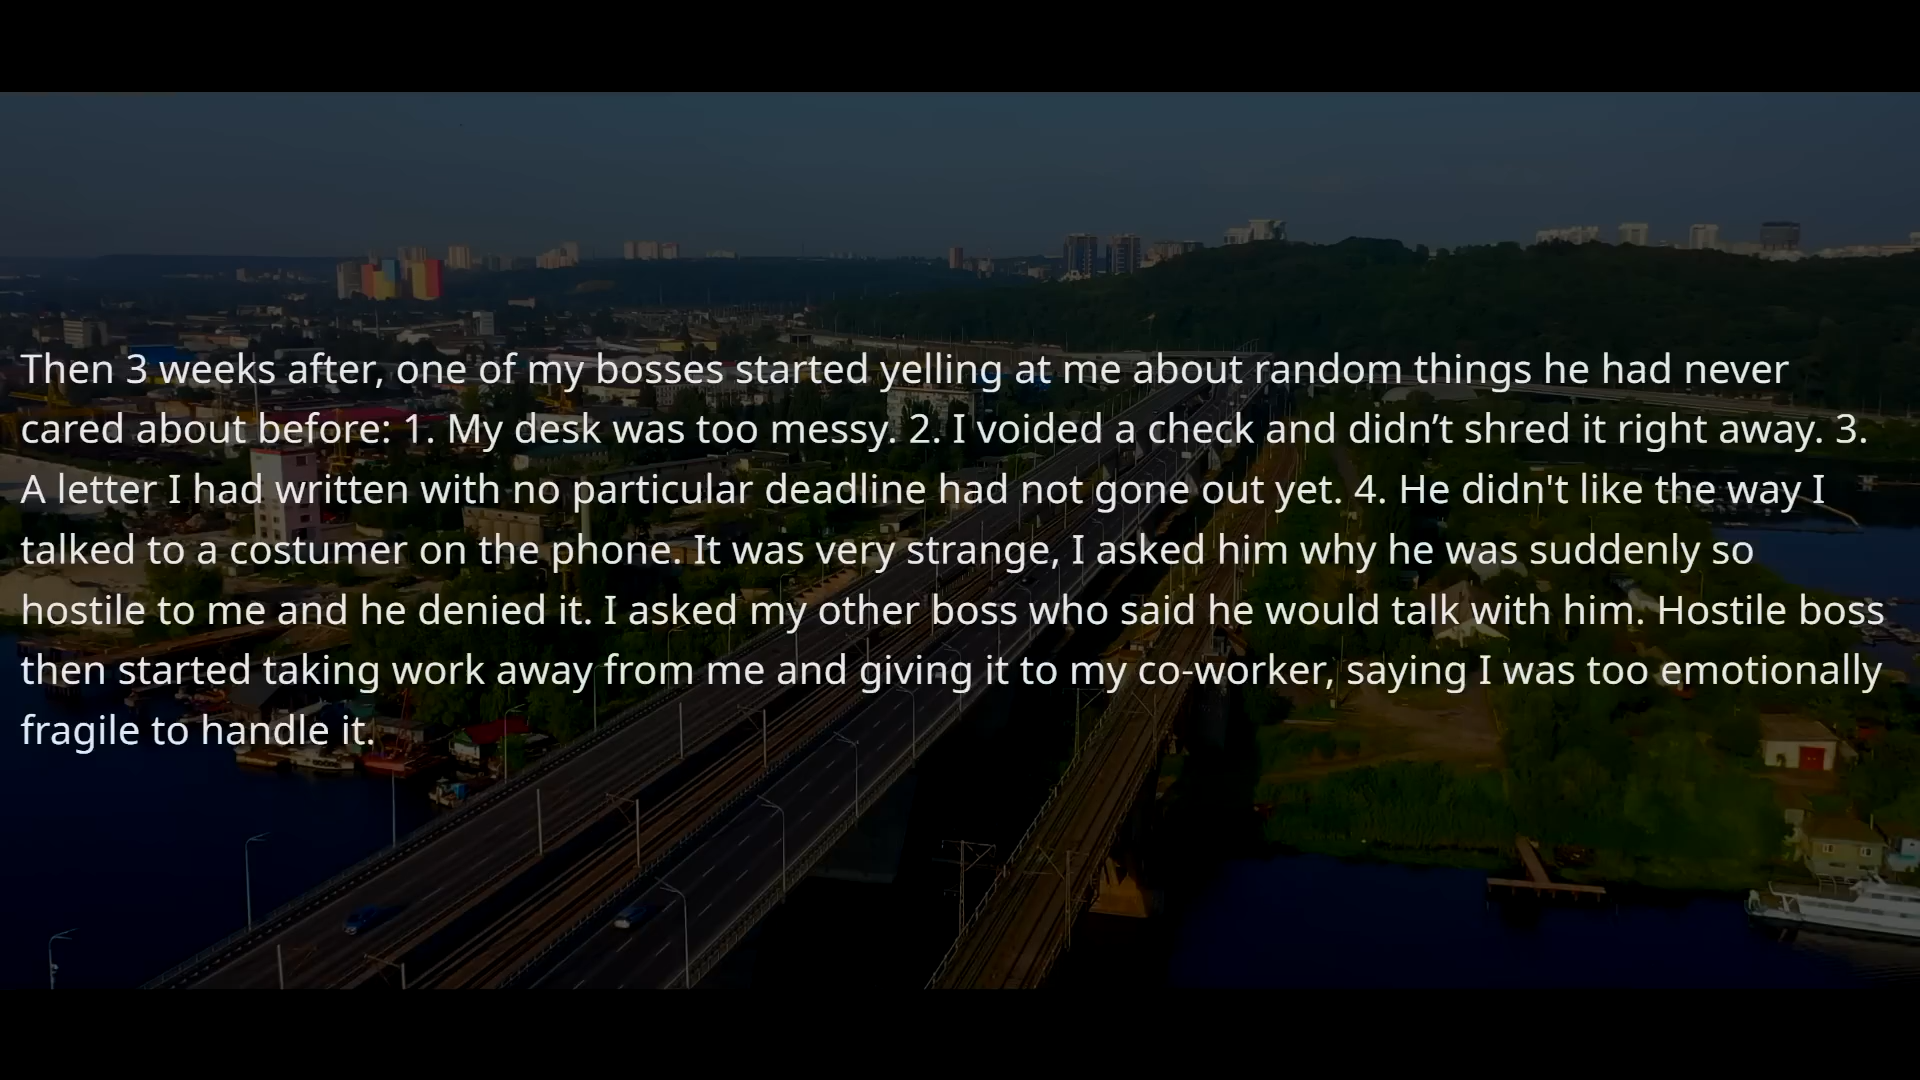 Then 3 weeks after, one of my bosses started yelling at me about random things he had never
cared about before: 1. My desk was too messy. 2. I voided a check and didn’t shred it right away. 3.
A letter I had written with no particular deadline had not gone out yet. 4. He didn't like the way I
talked to a costumer on the phone. It was very strange, I asked him why he was suddenly so
hostile to me and he denied it. I asked my other boss who said he would talk with him. Hostile boss
then started taking work away from me and giving it to my co-worker, saying I was too emotionally
fragile to handle it.